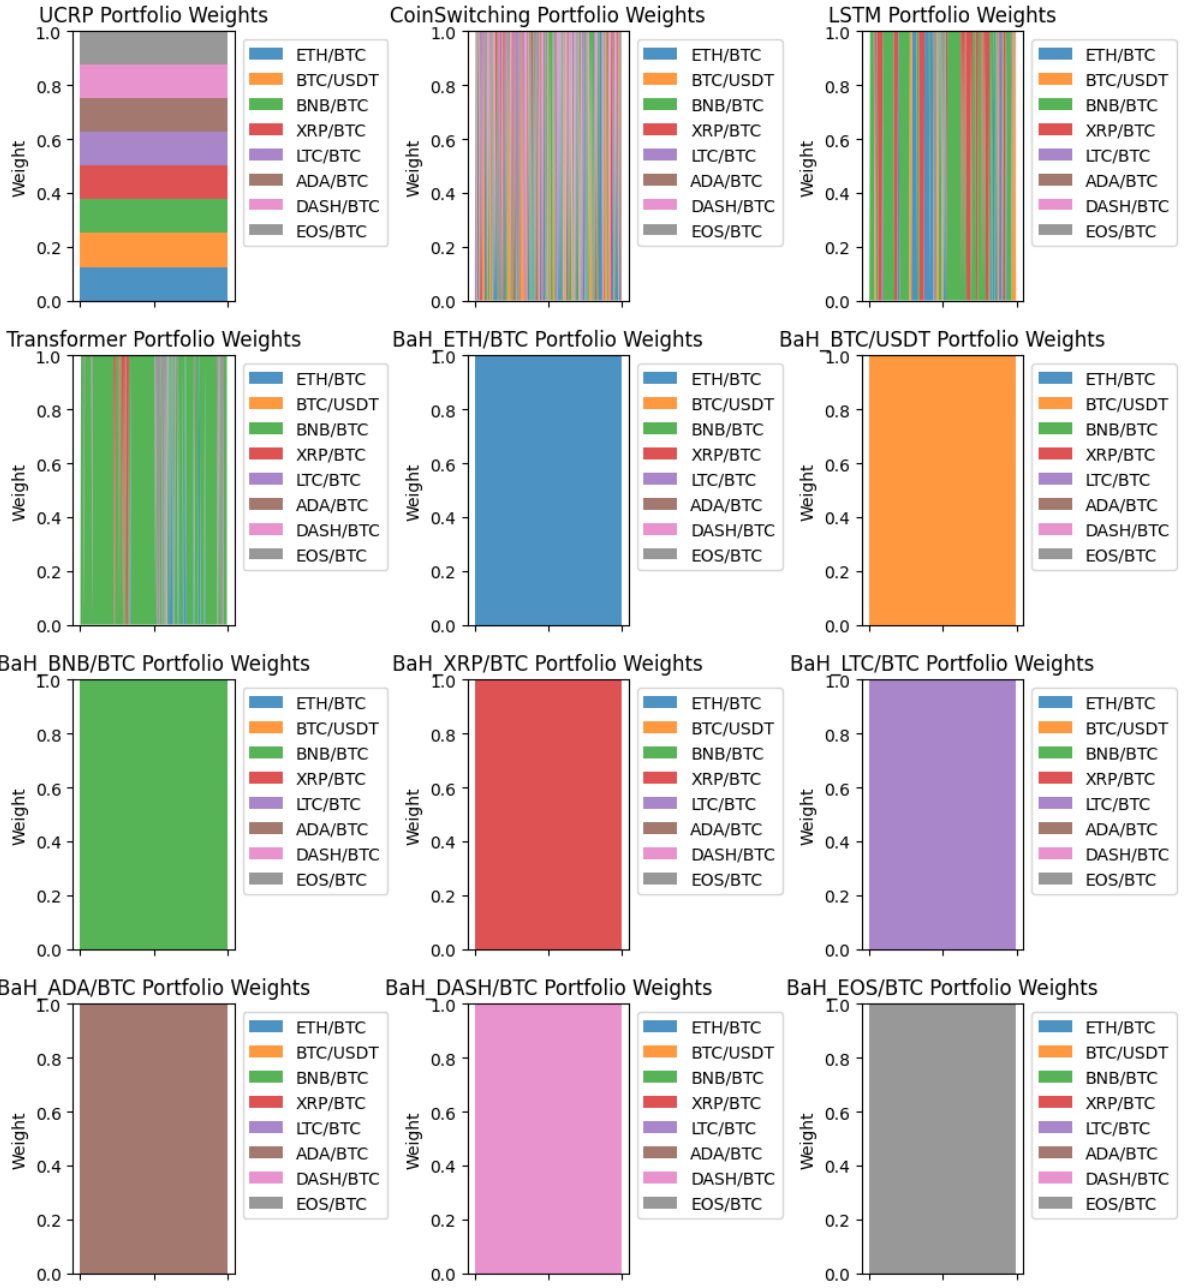 UCRP Portfolio Weights
Weight
1.0
0.8
0.6
0.4
0.2
0.0
ETH/BTC
BTC/USDT
BNB/BTC
XRP/BTC
LTC/BTC
ADA/BTC
DASH/BTC
EOS/BTC
CoinSwitching Portfolio Weights
Weight
1.0
0.8
0.6
0.4
0.2
0.0
ETH/BTC
BTC/USDT
BNB/BTC
XRP/BTC
LTC/BTC
ADA/BTC
DASH/BTC
EOS/BTC
LSTM Portfolio Weights
Weight
1.0
0.8
0.6
0.4
0.2
0.0
ETH/BTC
BTC/USDT
BNB/BTC
XRP/BTC
LTC/BTC
ADA/BTC
DASH/BTC
EOS/BTC
Transformer Portfolio Weights
Weight
1.0
0.8
0.6
0.4
0.2
0.0
ETH/BTC
BTC/USDT
BNB/BTC
XRP/BTC
LTC/BTC
ADA/BTC
DASH/BTC
EOS/BTC
BaH_ETH/BTC Portfolio Weights
Weight
1.0
0.8
0.6
0.4
0.2
0.0
ETH/BTC
BTC/USDT
BNB/BTC
XRP/BTC
LTC/BTC
ADA/BTC
DASH/BTC
EOS/BTC
BaH_BTC/USDT Portfolio Weights
Weight
1.0
0.8
0.6
0.4
0.2
0.0
ETH/BTC
BTC/USDT
BNB/BTC
XRP/BTC
LTC/BTC
ADA/BTC
DASH/BTC
EOS/BTC
BaH_BNB/BTC Portfolio Weights
Weight
1.0
0.8
0.6
0.4
0.2
0.0
ETH/BTC
BTC/USDT
BNB/BTC
XRP/BTC
LTC/BTC
ADA/BTC
DASH/BTC
EOS/BTC
BaH_XRP/BTC Portfolio Weights
Weight
1.0
0.8
0.6
0.4
0.2
0.0
ETH/BTC
BTC/USDT
BNB/BTC
XRP/BTC
LTC/BTC
ADA/BTC
DASH/BTC
EOS/BTC
BaH_LTC/BTC Portfolio Weights
Weight
1.0
0.8
0.6
0.4
0.2
0.0
ETH/BTC
BTC/USDT
BNB/BTC
XRP/BTC
LTC/BTC
ADA/BTC
DASH/BTC
EOS/BTC
BaH_ADA/BTC Portfolio Weights
Weight
1.0
0.8
0.6
0.4
0.2
0.0
ETH/BTC
BTC/USDT
BNB/BTC
XRP/BTC
LTC/BTC
ADA/BTC
DASH/BTC
EOS/BTC
BaH_DASH/BTC Portfolio Weights
Weight
1.0
0.8
0.6
0.4
0.2
0.0
ETH/BTC
BTC/USDT
BNB/BTC
XRP/BTC
LTC/BTC
ADA/BTC
DASH/BTC
EOS/BTC
BaH_EOS/BTC Portfolio Weights
Weight
1.0
0.8
0.6
0.4
0.2
0.0
ETH/BTC
BTC/USDT
BNB/BTC
XRP/BTC
LTC/BTC
ADA/BTC
DASH/BTC
EOS/BTC